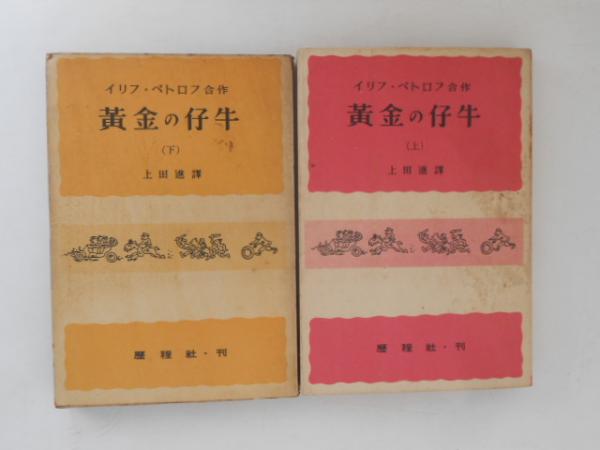 イリフ・ペトロフ合作
黃金の仔牛
(下)
上田進譯
歷程社・刊
イリフ・ペトロフ合作
黃金の仔牛
(上)
上田進譯
歷程社・刊